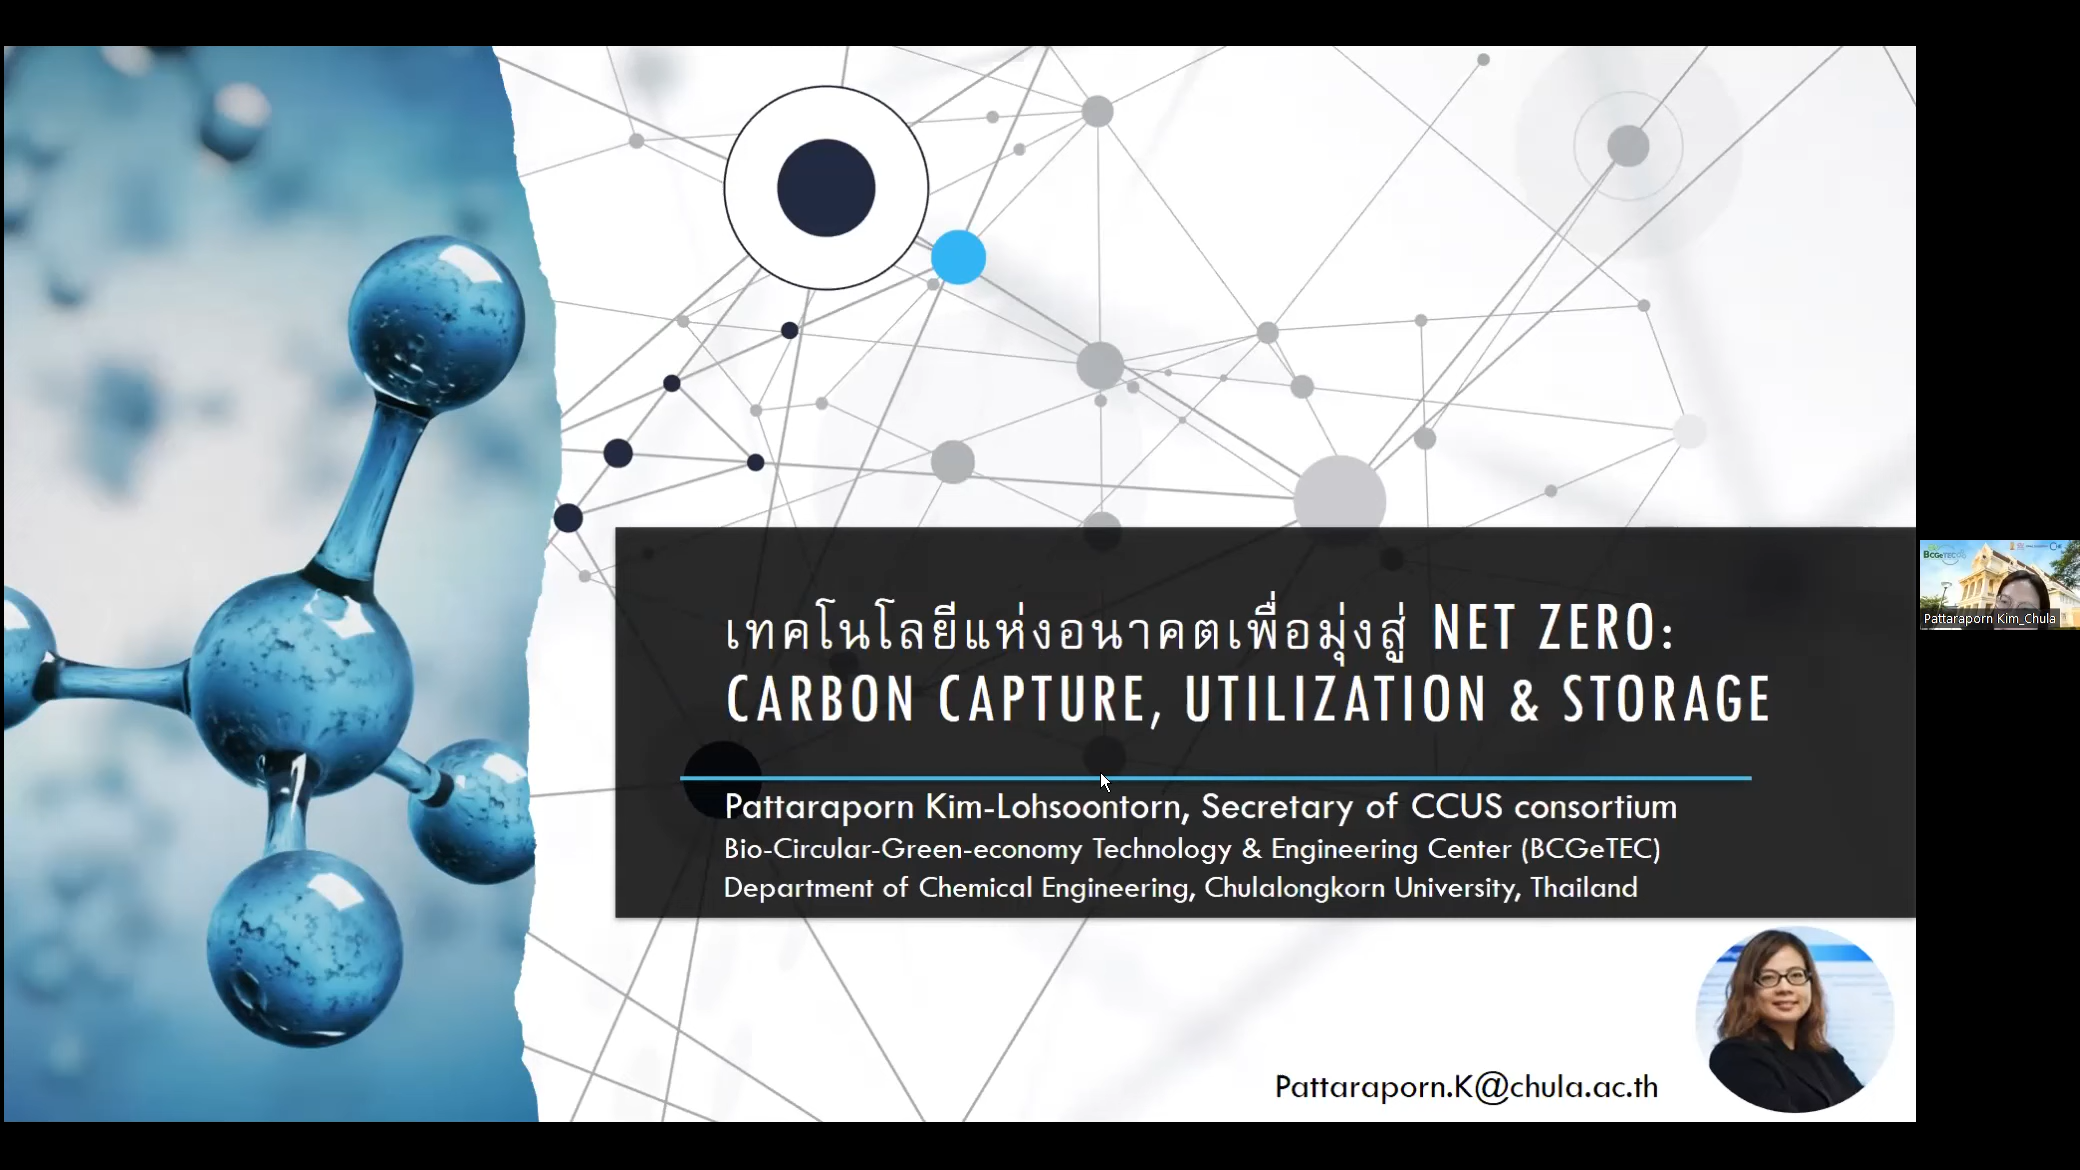 เทคโนโลยีแห่งอนาคตเพื่อมุ่งสู่ NET ZERO:
CARBON CAPTURE, UTILIZATION & STORAGE
Pattaraporn Kim-Lohsoontorn, Secretary of CCUS consortium
Bio-Circular-Green-economy Technology & Engineering Center (BCGeTEC)
Department of Chemical Engineering, Chulalongkorn University, Thailand
Pattaraporn.K@chula.ac.th
BCGeTEC
Pattaraporn Kim_Chula